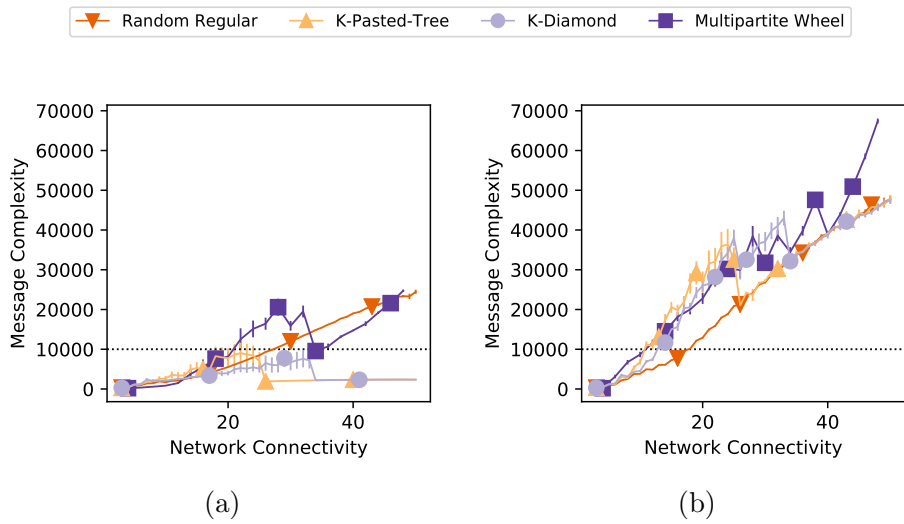 Random Regular K-Pasted-Tree K-Diamond Multipartite Wheel
70000
60000
50000
40000
30000
20000
10000
0
Message Complexity
20 40
Network Connectivity
(a)
70000
60000
50000
40000
30000
20000
10000
0
Message Complexity
20 40
Network Connectivity
(b)